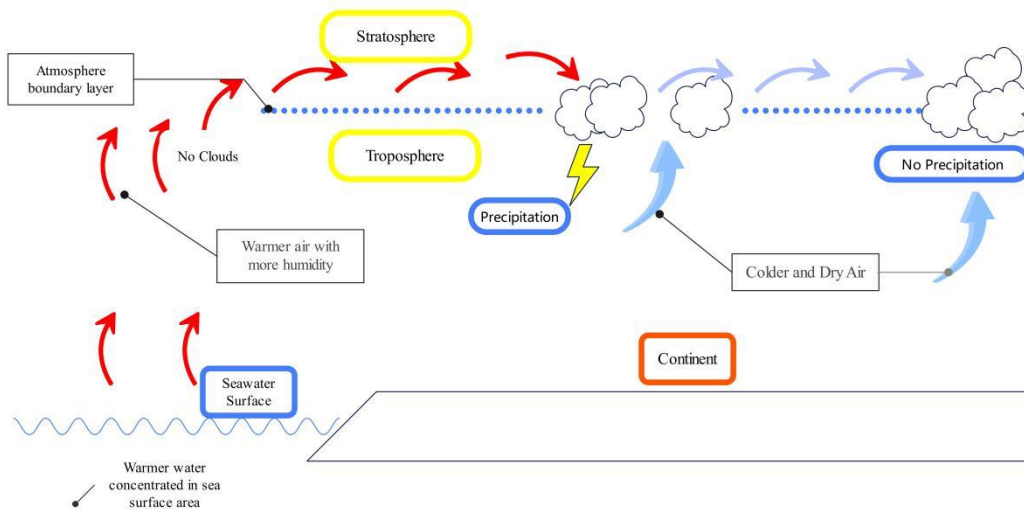 Stratosphere
Atmosphere
boundary layer
No Clouds
Troposphere
No Precipitation
Precipitation
Warmer air with
more humidity
Colder and Dry Air
Continent
Seawater
Surface
Warmer water
concentrated in sea
surface area